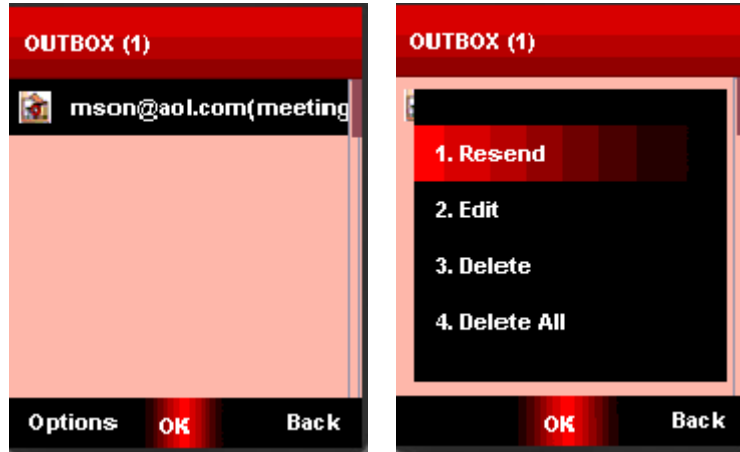 OUTBOX (1)
mson@aol.com(meeting
Options OK Back
OUTBOX (1)
1. Resend
2. Edit
3. Delete
4. Delete All
OK Back